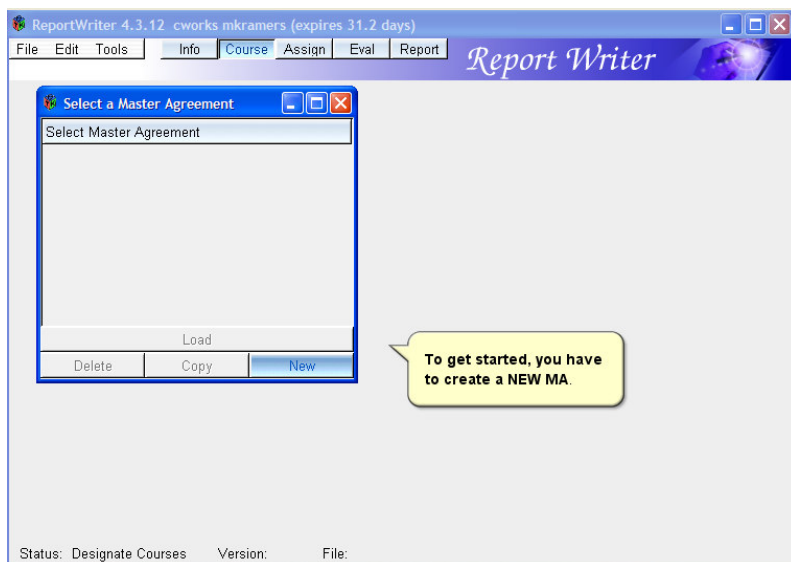 ReportWriter 4.3.12 cworks mkramers (expires 31.2 days)
File Edit Tools Info Course Assign Eval Report Report Writer
Select a Master Agreement
Select Master Agreement
Load
Delete Copy New
To get started, you have
to create a NEW MA.
Status: Designate Courses Version: File: